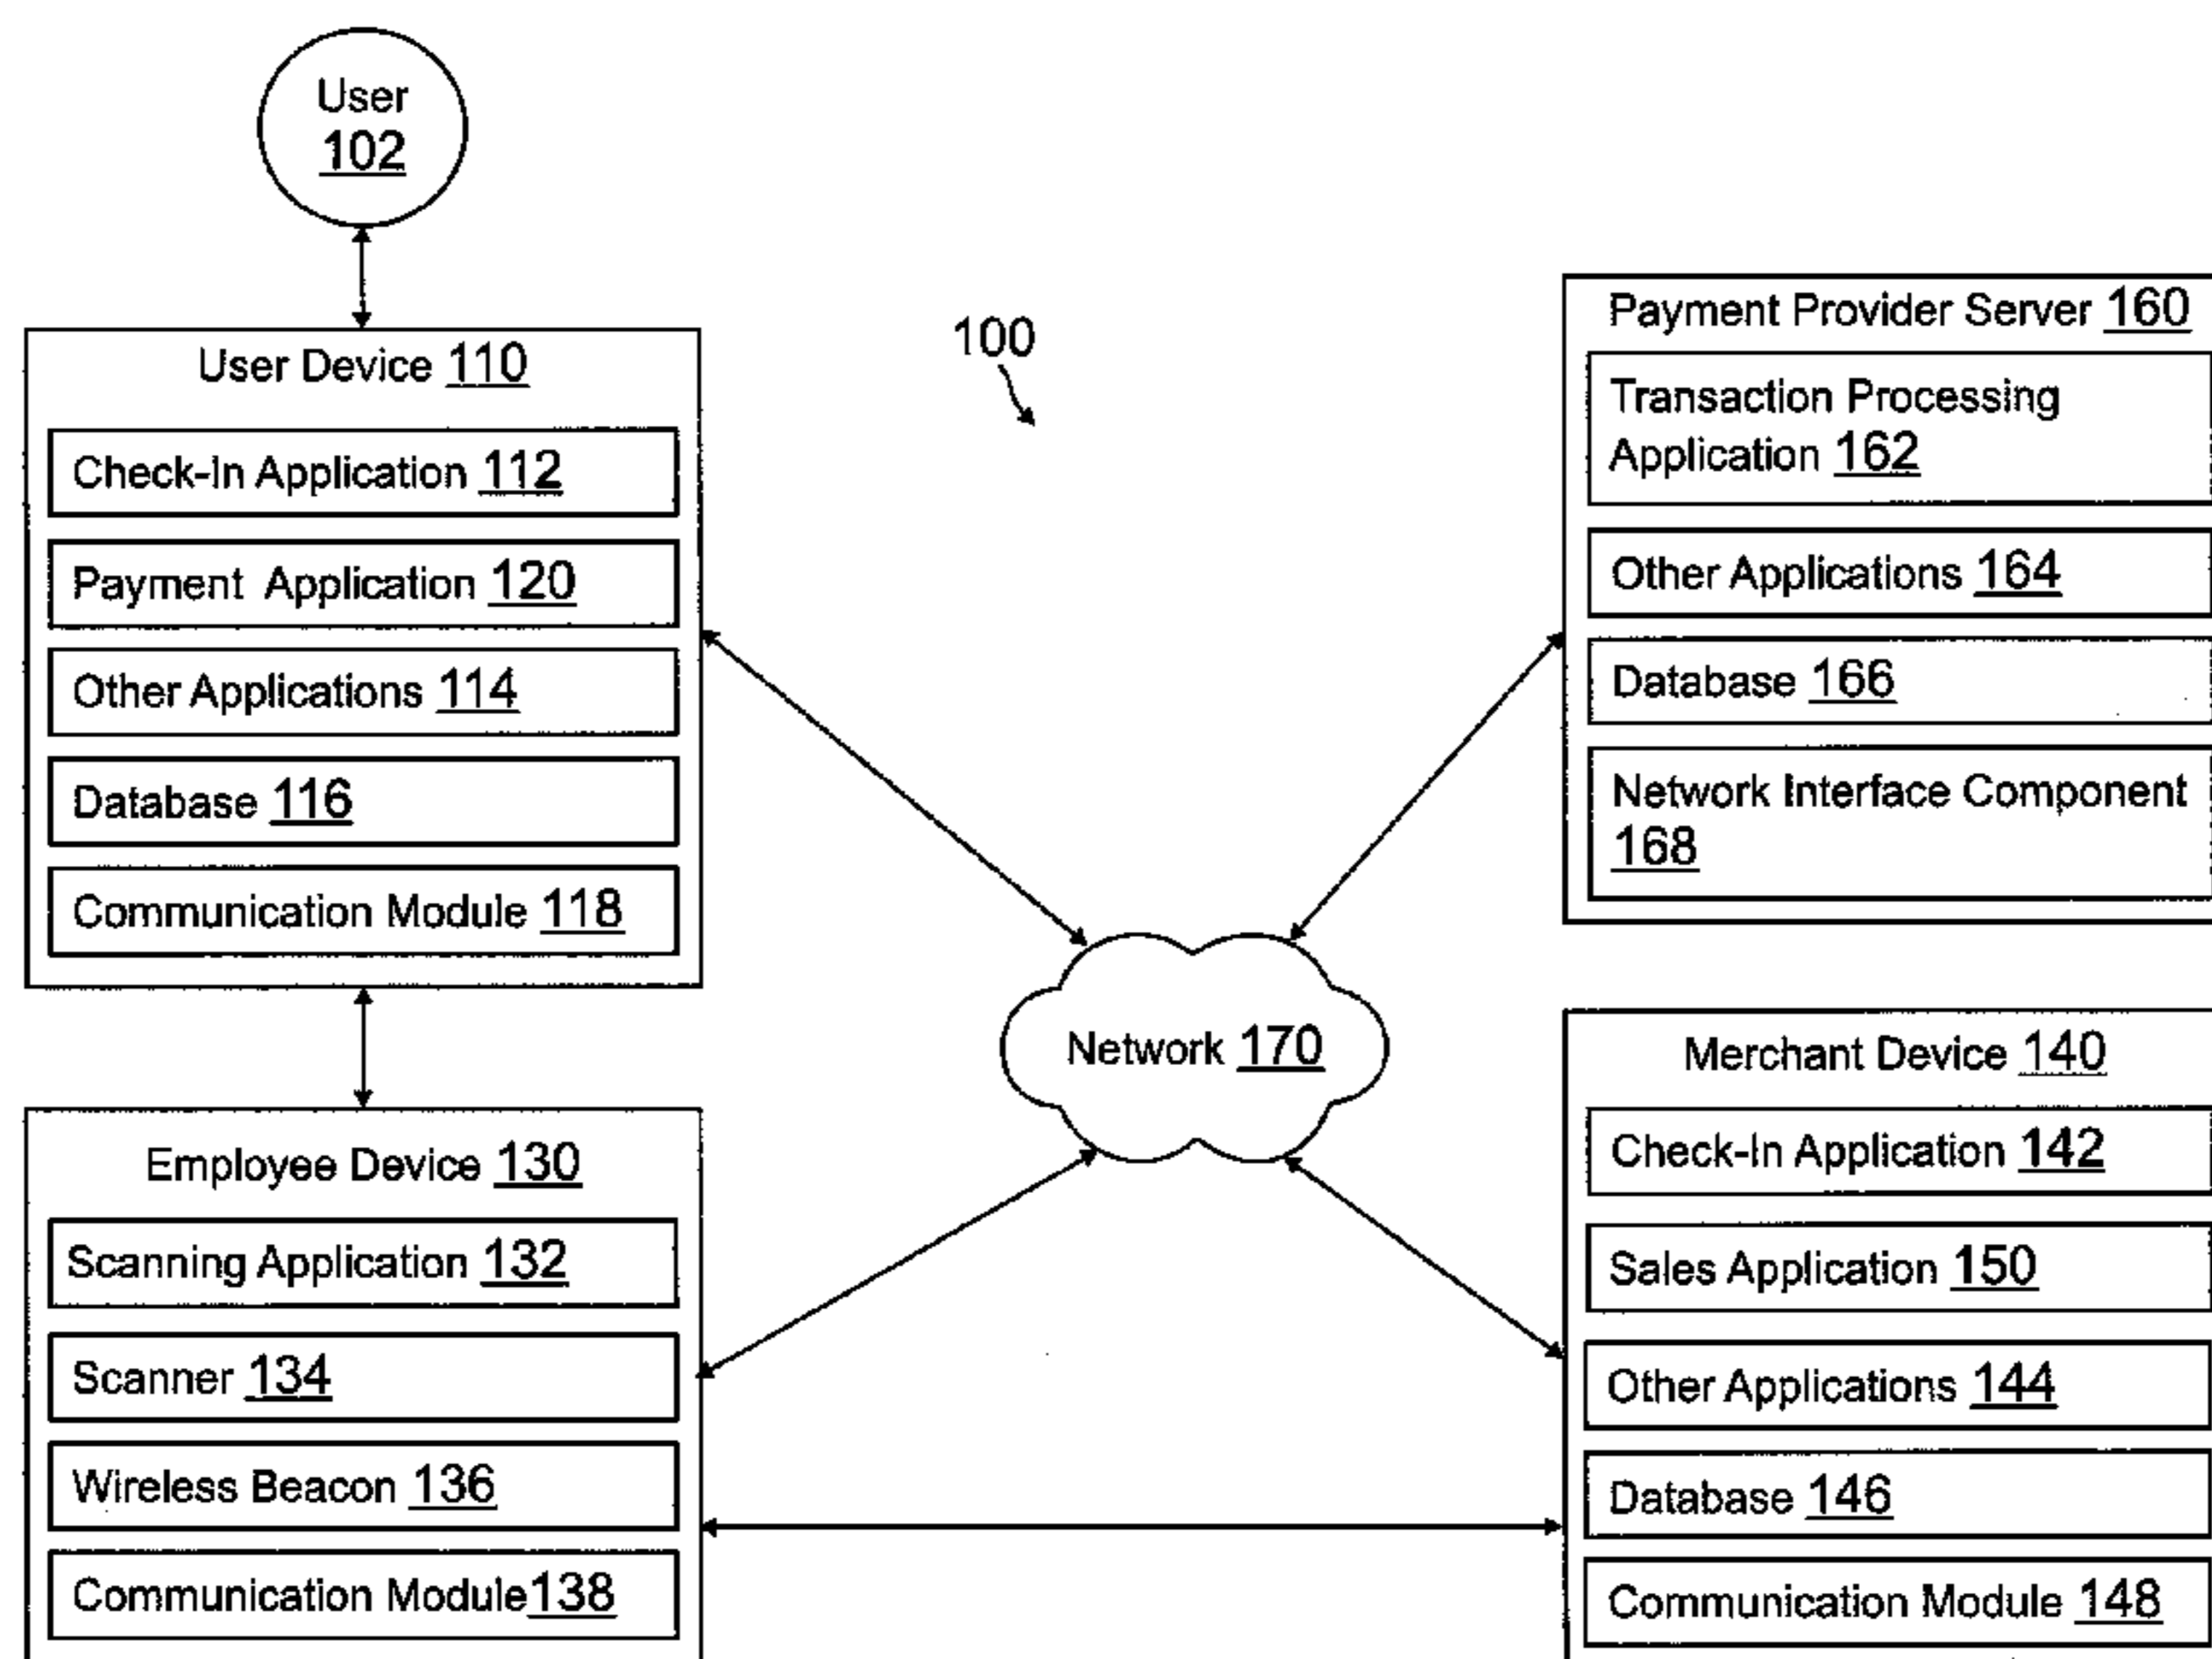 User
102
User Device 110
Check-In Application 112
Payment Application 120
Other Applications 114
Database 116
Communication Module 118
100
Payment Provider Server 160
Transaction Processing
Application 162
Other Applications 164
Database 166
Network Interface Component
168
Network 170
Employee Device 130
Scanning Application 132
Scanner 134
Wireless Beacon 136
Communication Module 138
Merchant Device 140
Check-In Application 142
Sales Application 150
Other Applications 144
Database 146
Communication Module 148